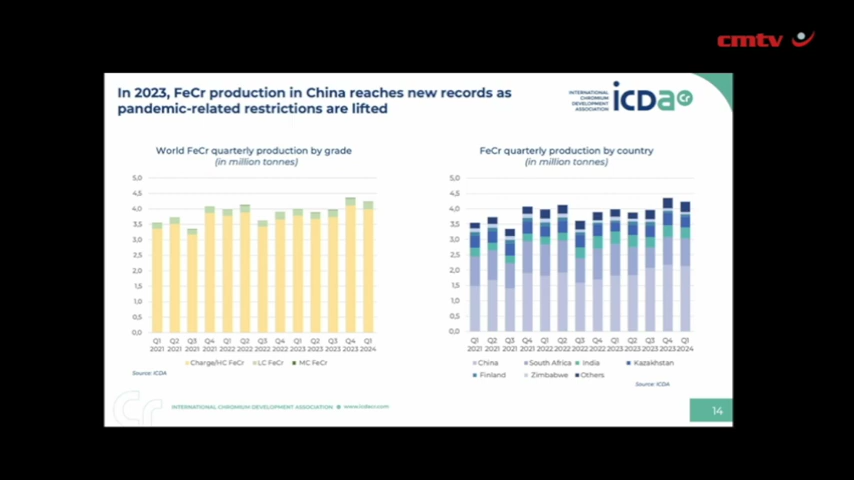 cmtv
In 2023, FeCr production in China reaches new records as
pandemic-related restrictions are lifted
INTERNATIONAL
CHROMIUM
DEVELOPMENT
ASSOCIATION
icda Cr
World FeCr quarterly production by grade
(in million tonnes)
5,0
4,5
4,0
3,5
3,0
2,5
2,0
1,5
1,0
0,5
0,0
Q1 Q2 Q3 Q4 Q1 Q2 Q3 Q4 Q1 Q2 Q3 Q4 Q1
2021 2021 2021 2021 2022 2022 2022 2022 2023 2023 2023 2023 2024
Charge/HC FeCr LC FeCr MC FeCr
Source: ICDA
FeCr quarterly production by country
(in million tonnes)
5,0
4,5
4,0
3,5
3,0
2,5
2,0
1,5
1,0
0,5
0,0
Q1 Q2 Q3 Q4 Q1 Q2 Q3 Q4 Q1 Q2 Q3 Q4 Q1
2021 2021 2021 2021 2022 2022 2022 2022 2023 2023 2023 2023 2024
China South Africa India Kazakhstan
Finland Zimbabwe Others
Source: ICDA
INTERNATIONAL CHROMIUM DEVELOPMENT ASSOCIATION www.icdacr.com
14